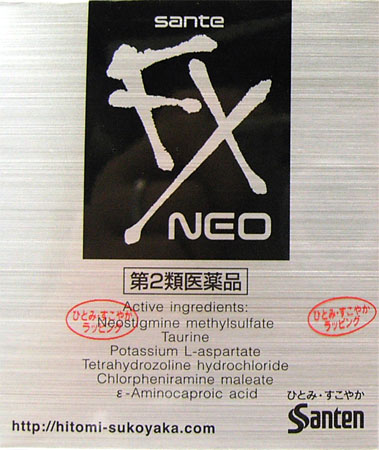 sante
FX
NEO
第2類医薬品
Active ingredients:
Neostigmine methylsulfate
Taurine
Potassium L-aspartate
Tetrahydrozoline hydrochloride
Chlorpheniramine maleate
ε-Aminocaproic acid
ひとみ・すこやか
ラッピング
ひとみ・すこやか
ラッピング
ひとみ・すこやか
Santen
http://hitomi-sukoyaka.com